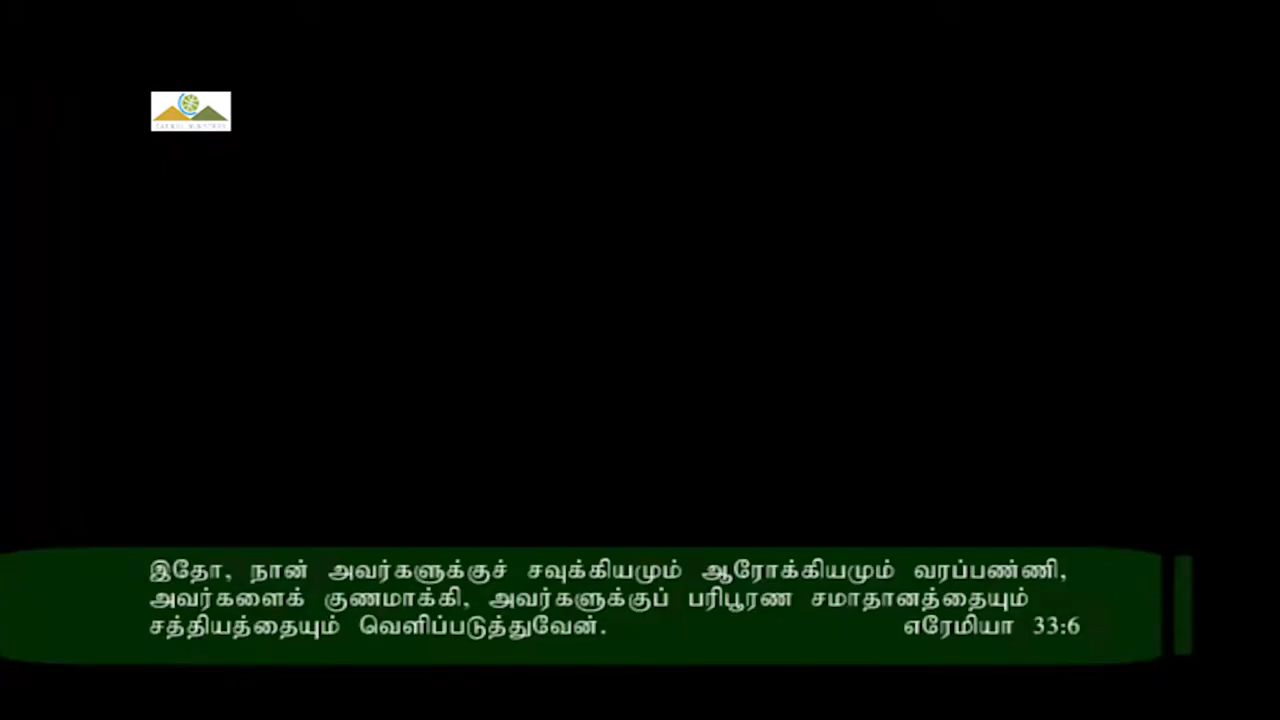 இதோ, நான் அவர்களுக்குச் சவுக்கியமும் ஆரோக்கியமும் வரப்பண்ணி,
அவர்களைக் குணமாக்கி, அவர்களுக்குப் பரிபூரண சமாதானத்தையும்
சத்தியத்தையும் வெளிப்படுத்துவேன். எரேமியா 33:6